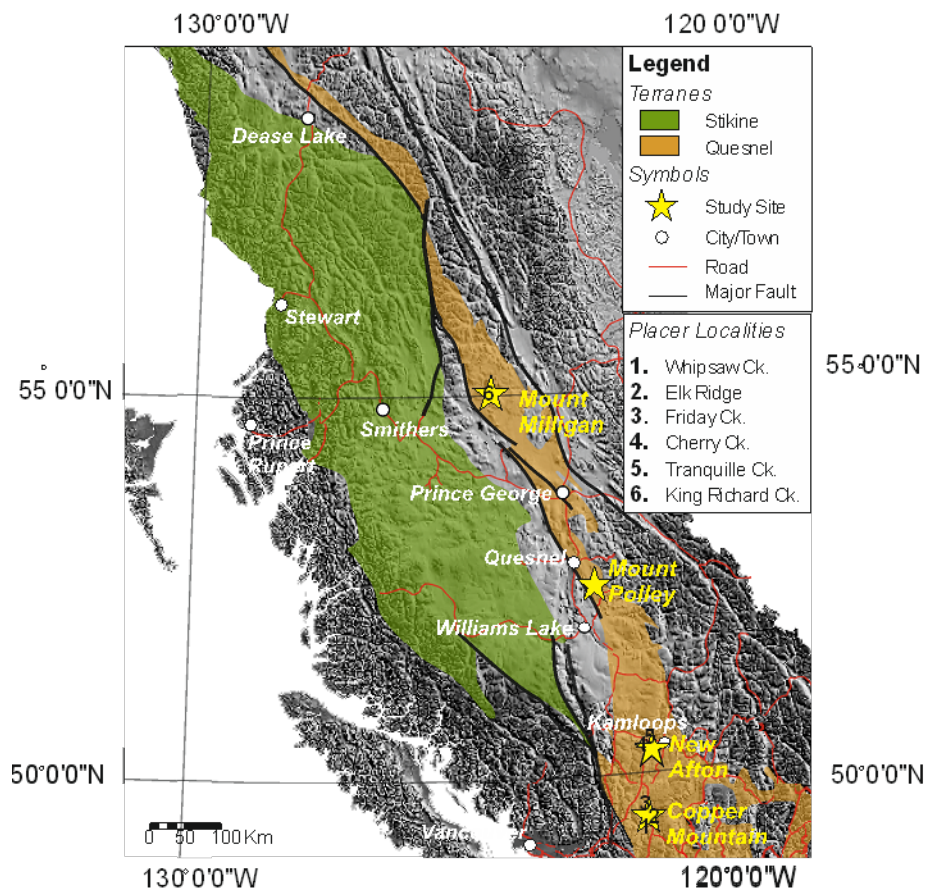 130°0'0"W
120 0'0"W
Legend
Terranes
Stikine
Quesnel
Symbols
Study Site
City/Town
Road
Major Fault
Placer Localities
1. Whipsaw Ck.
2. Elk Ridge
3. Friday Ck.
4. Cherry Ck.
5. Tranquille Ck.
6. King Richard Ck.
Dease Lake
Stewart
55 0'0"N
55 0'0"N
6
Mount
Milligan
Smithers
Prince
Rupert
Prince George
Quesnel
Mount
Polley
Williams Lake
Kamloops
New
Afton
50°0'0"N
50°0'0"N
3
Copper
Mountain
0 50 100 Km
130°0'0"W
120°0'0"W